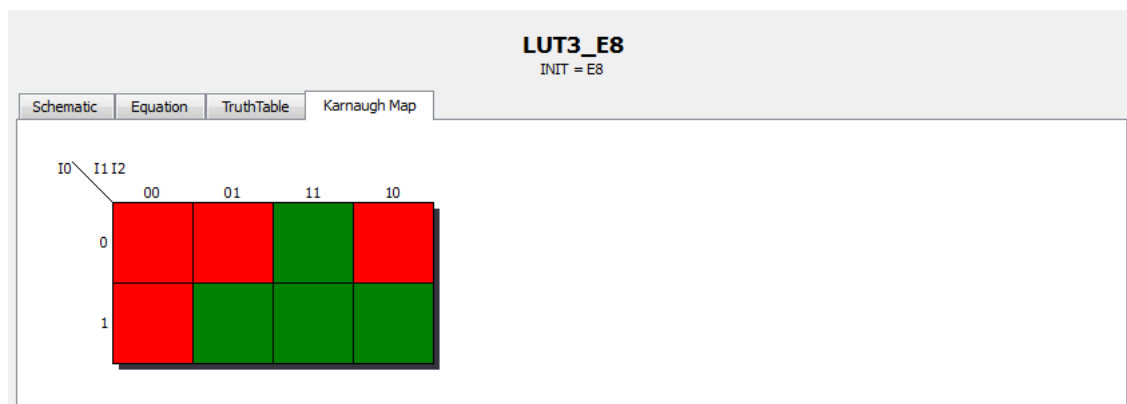 LUT3_E8
INIT = E8
Schematic Equation TruthTable Karnaugh Map
I0 I1 I2
00 01 11 10
0
1